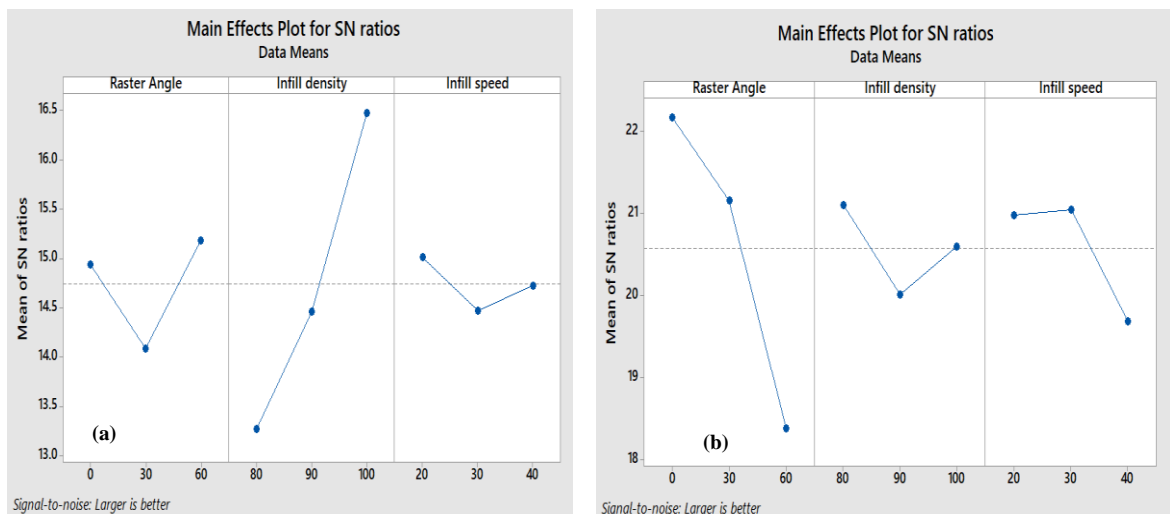 Main Effects Plot for SN ratios
Data Means
Raster Angle Infill density Infill speed
Mean of SN ratios
16.5
16.0
15.5
15.0
14.5
14.0
13.5
13.0
(a)
0 30 60 80 90 100 20 30 40
Signal-to-noise: Larger is better
Main Effects Plot for SN ratios
Data Means
Raster Angle Infill density Infill speed
Mean of SN ratios
22
21
20
19
18
(b)
0 30 60 80 90 100 20 30 40
Signal-to-noise: Larger is better